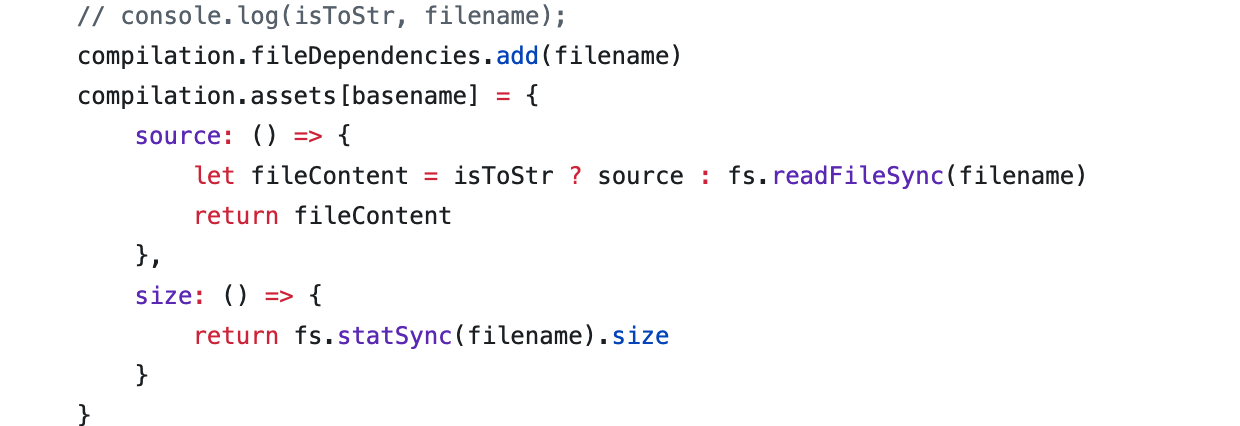 // console.log(isToStr, filename);
compilation.fileDependencies.add(filename)
compilation.assets[basename] = {
    source: () => {
        let fileContent = isToStr ? source : fs.readFileSync(filename)
        return fileContent
    },
    size: () => {
        return fs.statSync(filename).size
    }
}